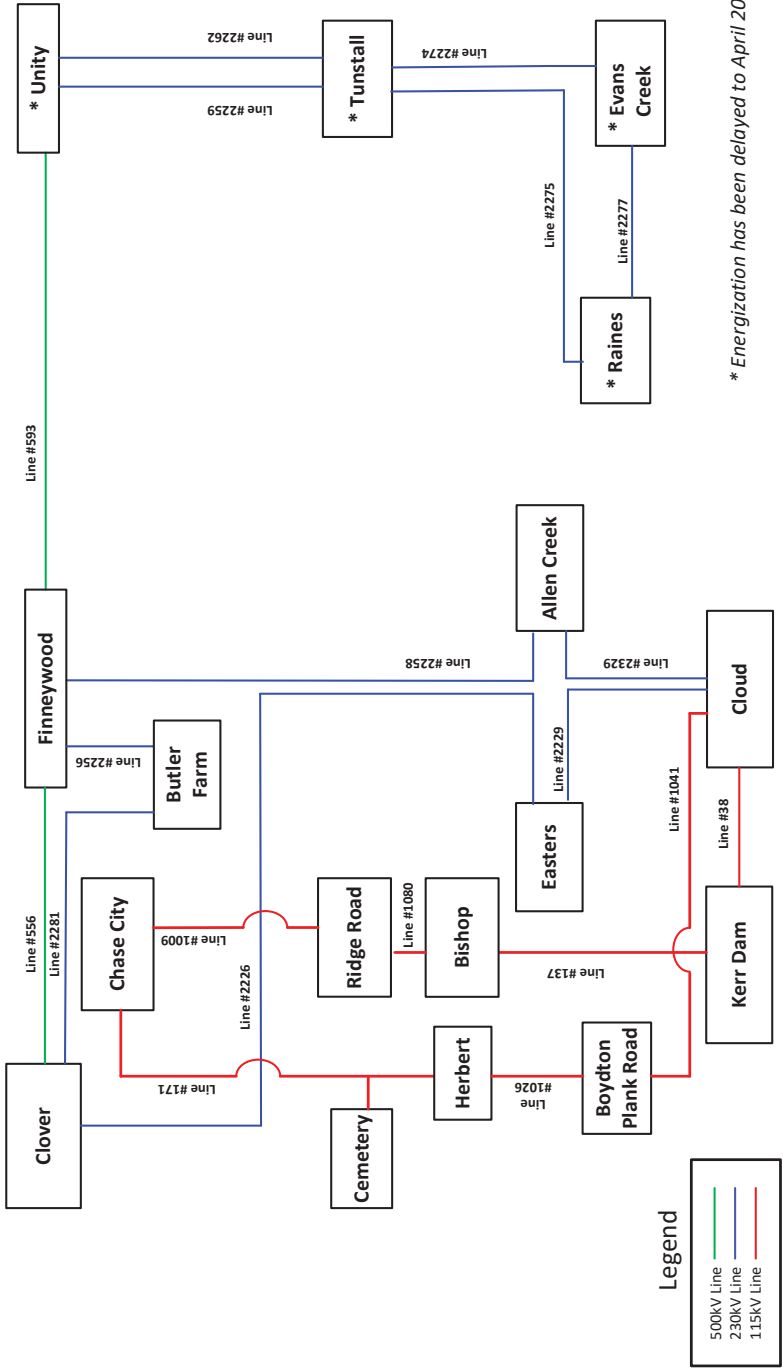 Clover
Line #556
Line #2281
Finneywood
Line #593
* Unity
Line #2256
Butler
Farm
Chase City
Line #171
Line #1009
Line #2226
Line #2258
Line #2259
Line #2262
* Tunstall
Cemetery
Ridge Road
Line #1080
Herbert
Bishop
Line #2274
Line #2275
Line
#1026
Line #137
Easters
Allen Creek
Line #2229
Line #2329
Boydton
Plank Road
* Raines
Line #2277
* Evans
Creek
Line #1041
Kerr Dam
Line #38
Cloud
Legend
500kV Line
230kV Line
115kV Line
* Energization has been delayed to April 20